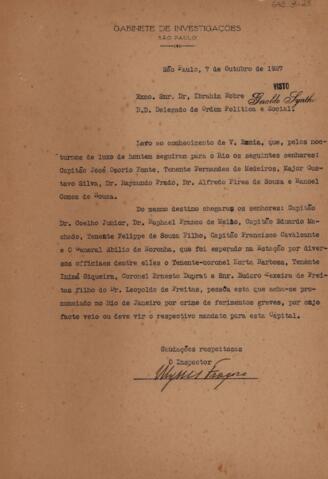 GABINETE DE INVESTIGAÇÕES
SÃO PAULO
São Paulo, 7 de Outubro de 1927
VISTO
Exmo. Snr. Dr. Ibrahim Nobre
D.D. Delegado de Ordem Politica e Social.
Levo ao conhecimento de V. Excia, que, pelos noc-
turnos de luxo de hontem seguiram para o Rio os seguintes senhores:
Capitão José Osorio Fonte, Tenente Fernandes de Medeiros, Major Gus-
tavo Silva, Dr. Raymundo Prado, Dr. Alfredo Pires de Souza e Manoel
Gomes de Sousa.
Do mesmo destino chegaram os senhores: Capitão
Dr. Coelho Junior, Dr. Raphael Franco de Mello, Capitão Eduardo Ma-
chado, Tenente Felippe de Souza Filho, Capitão Francisco Cavalcante
e O General Abilio de Noronha, que foi esperado na Estação por diver-
sos officiaes dentre elles o Tenente-coronel Horta Barbosa, Tenente
Luiz Siqueira, Coronel Ernesto Duprat e Snr. Eudoro Teixeira de Frei-
tas filho do Dr. Leopoldo de Freitas, pessôa esta que acha-se pro-
nunciado no Rio de Janeiro por crime de ferimentos graves, por cujo
facto veio ou deve vir o respectivo mandato para esta Capital.
Saudações respeitosas
O Inspector